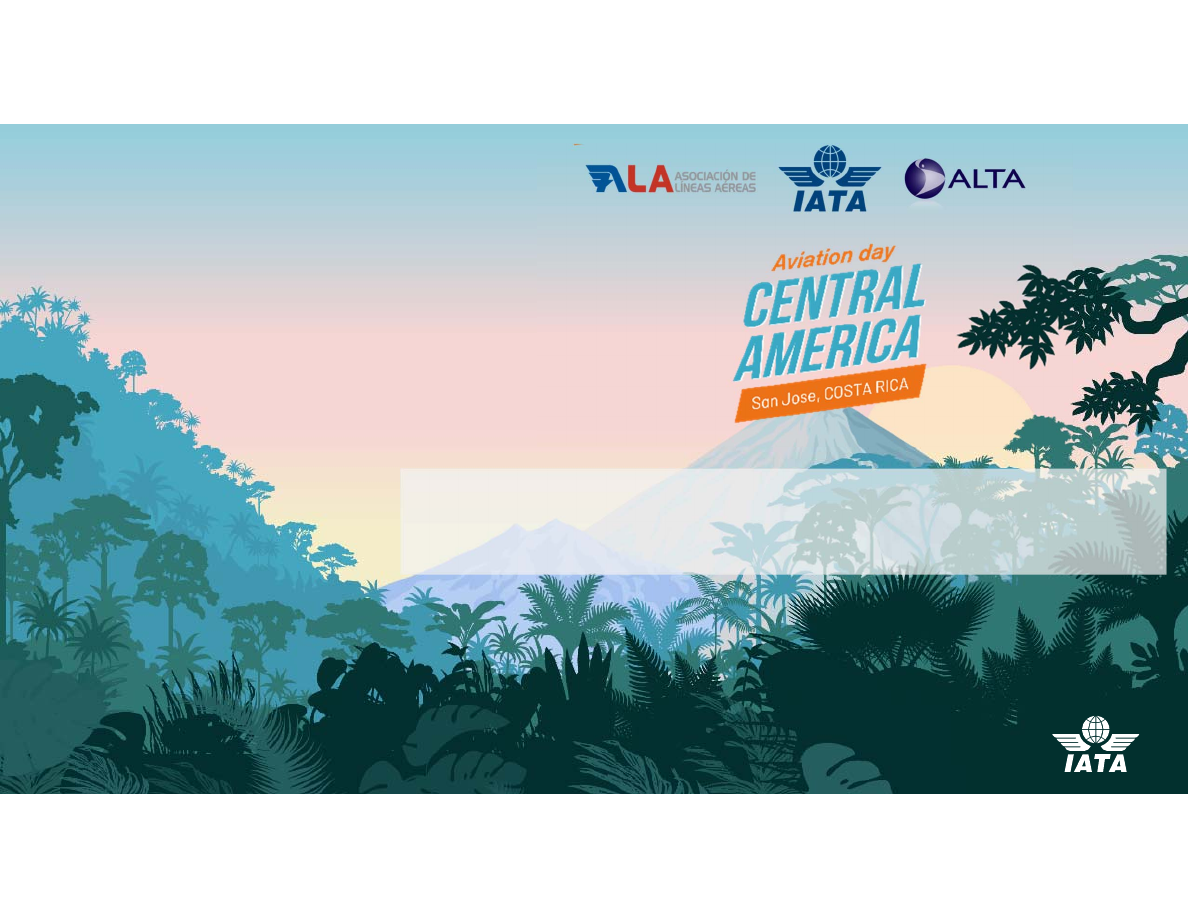 ALA ASOCIACIÓN DE
LÍNEAS AÉREAS
IATA
ALTA
Aviation day
CENTRAL
AMERICA
San Jose, COSTA RICA
IATA